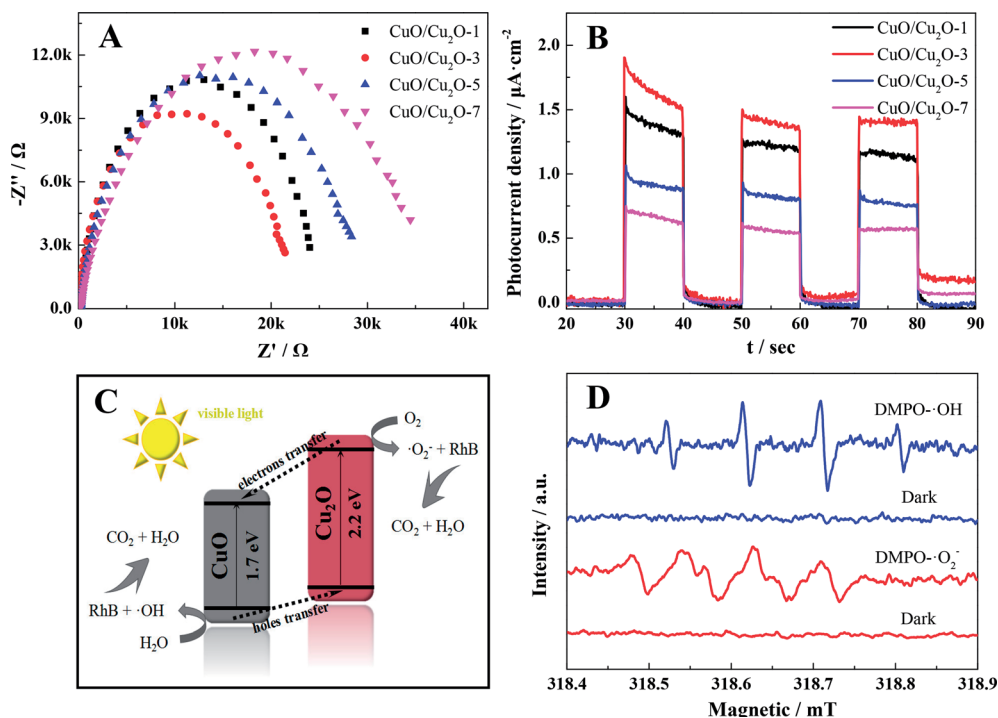 A
CuO/Cu₂O-1
CuO/Cu₂O-3
CuO/Cu₂O-5
CuO/Cu₂O-7
-Z'' / Ω
12.0k
9.0k
6.0k
3.0k
0.0
0
10k
20k
30k
40k
Z' / Ω
B
CuO/Cu₂O-1
CuO/Cu₂O-3
CuO/Cu₂O-5
CuO/Cu₂O-7
Photocurrent density / μA·cm⁻²
2.0
1.5
1.0
0.5
0.0
20
30
40
50
60
70
80
90
t / sec
C
visible light
electrons transfer
O₂
·O₂⁻ + RhB
CO₂ + H₂O
CuO
1.7 eV
Cu₂O
2.2 eV
CO₂ + H₂O
RhB + ·OH
H₂O
holes transfer
D
DMPO-·OH
Dark
DMPO-·O₂⁻
Dark
Intensity / a.u.
318.4
318.5
318.6
318.7
318.8
318.9
Magnetic / mT